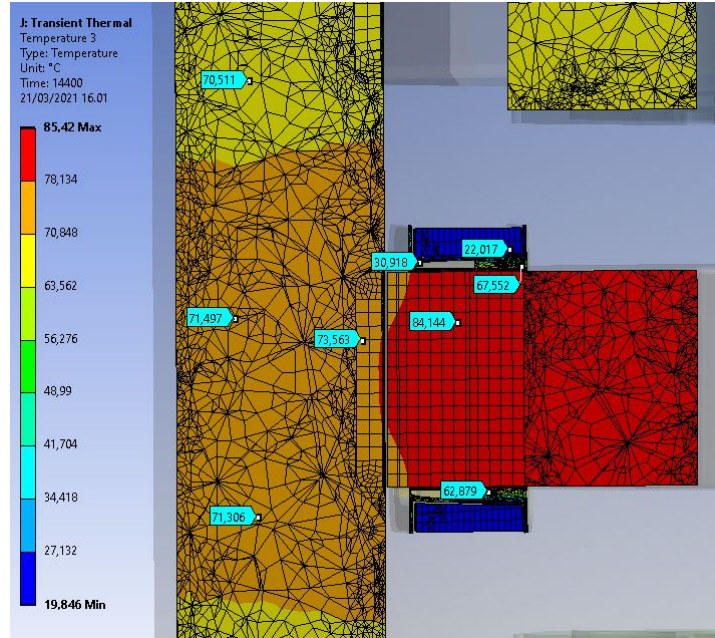 J: Transient Thermal
Temperature 3
Type: Temperature
Unit: °C
Time: 14400
21/03/2021 16.01
85,42 Max
78,134
70,848
63,562
56,276
48,99
41,704
34,418
27,132
19,846 Min
70,511
22,017
30,918
67,552
71,497
84,144
73,563
62,879
71,306